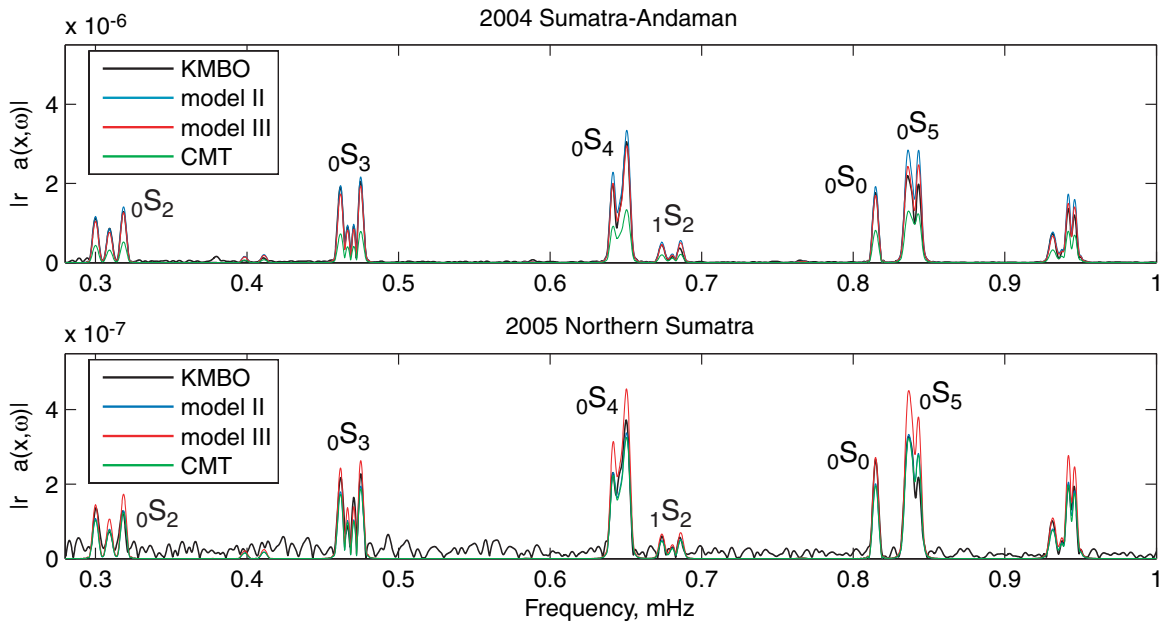 2004 Sumatra-Andaman
x 10-6
KMBO
model II
model III
CMT
|r a(x,ω)|
4
2
0
0S2
0S3
0S4
1S2
0S0
0S5
0.3 0.4 0.5 0.6 0.7 0.8 0.9 1
2005 Northern Sumatra
x 10-7
KMBO
model II
model III
CMT
|r a(x,ω)|
4
2
0
0S2
0S3
0S4
1S2
0S0
0S5
0.3 0.4 0.5 0.6 0.7 0.8 0.9 1
Frequency, mHz